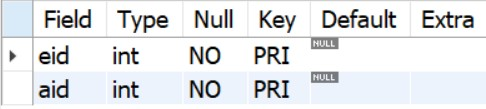 Field Type Null Key Default Extra
eid int NO PRI NULL
aid int NO PRI NULL